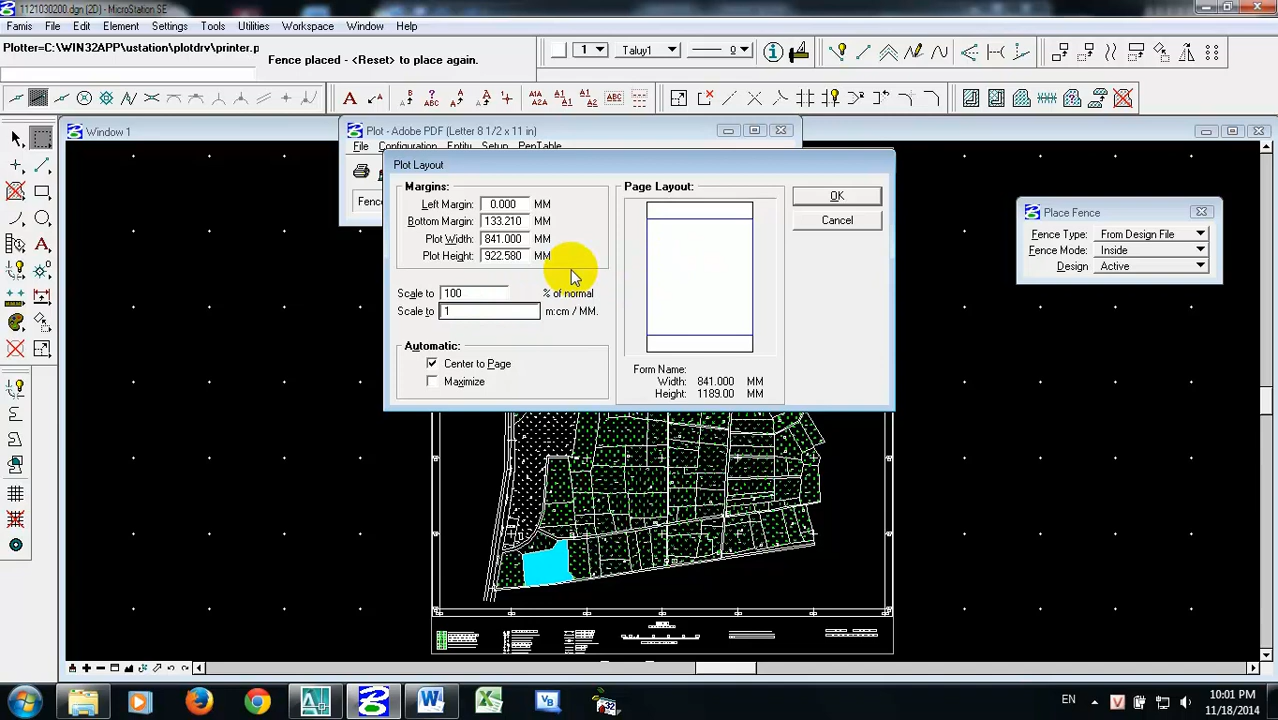 1121030200.dgn (2D) - MicroStation SE
Famis File Edit Element Settings Tools Utilities Workspace Window Help
Plotter=C:\WIN32APP\ustation\plotdrv\printer.p
Fence placed - <Reset> to place again.
1 Taluy1 0
Window 1
Plot - Adobe PDF (Letter 8.1/2 x 11 in)
File Configuration Entity Setup PenTable
Fence
Plot Layout
Margins:
Left Margin: 0.000 MM
Bottom Margin: 133.210 MM
Plot Width: 841.000 MM
Plot Height: 922.580 MM
Scale to 100 % of normal
Scale to 1 m:cm / MM.
Automatic:
Center to Page
Maximize
Page Layout:
Form Name:
Width: 841.000 MM
Height: 1189.00 MM
OK
Cancel
Place Fence
Fence Type: From Design File
Fence Mode: Inside
Design Active
EN
10:01 PM
11/18/2014